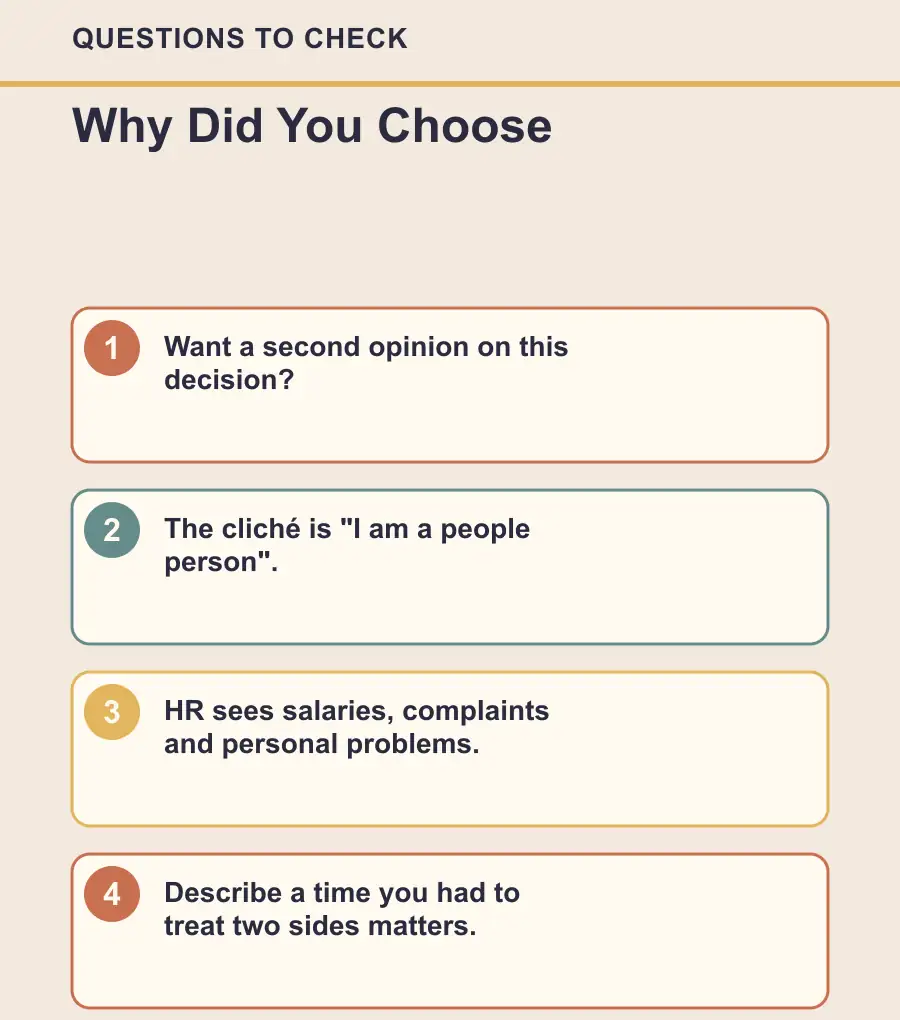 QUESTIONS TO CHECK
Why Did You Choose
1
Want a second opinion on this
decision?
2
The cliché is "I am a people
person".
3
HR sees salaries, complaints
and personal problems.
4
Describe a time you had to
treat two sides matters.